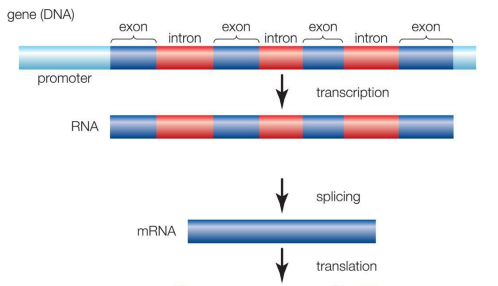 gene (DNA)
exon intron exon intron exon intron exon
promoter
transcription
RNA
splicing
mRNA
translation